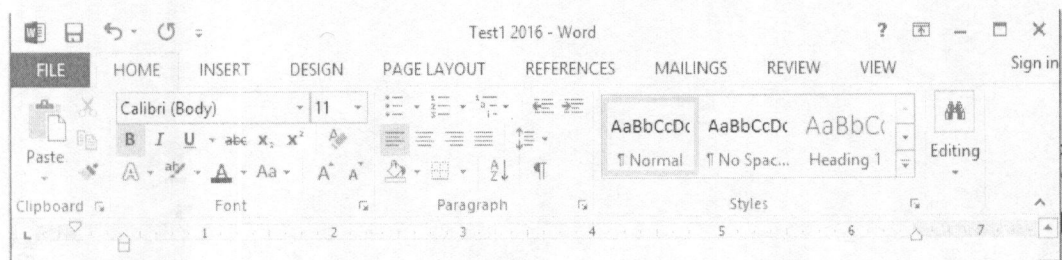 Test1 2016 - Word ?
FILE HOME INSERT DESIGN PAGE LAYOUT REFERENCES MAILINGS REVIEW VIEW Sign in
Paste Calibri (Body) 11 AaBbCcDc AaBbCcDc AaBbC Editing
B I U abc X₂ X² ¶ Normal ¶ No Spac... Heading 1
A aby A Aa A A A Z ¶
Clipboard Font Paragraph Styles
L 1 2 3 4 5 6 7